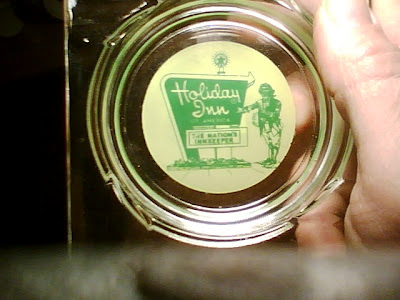 Holiday
Inn
OF AMERICA
THE NATION'S
INNKEEPER